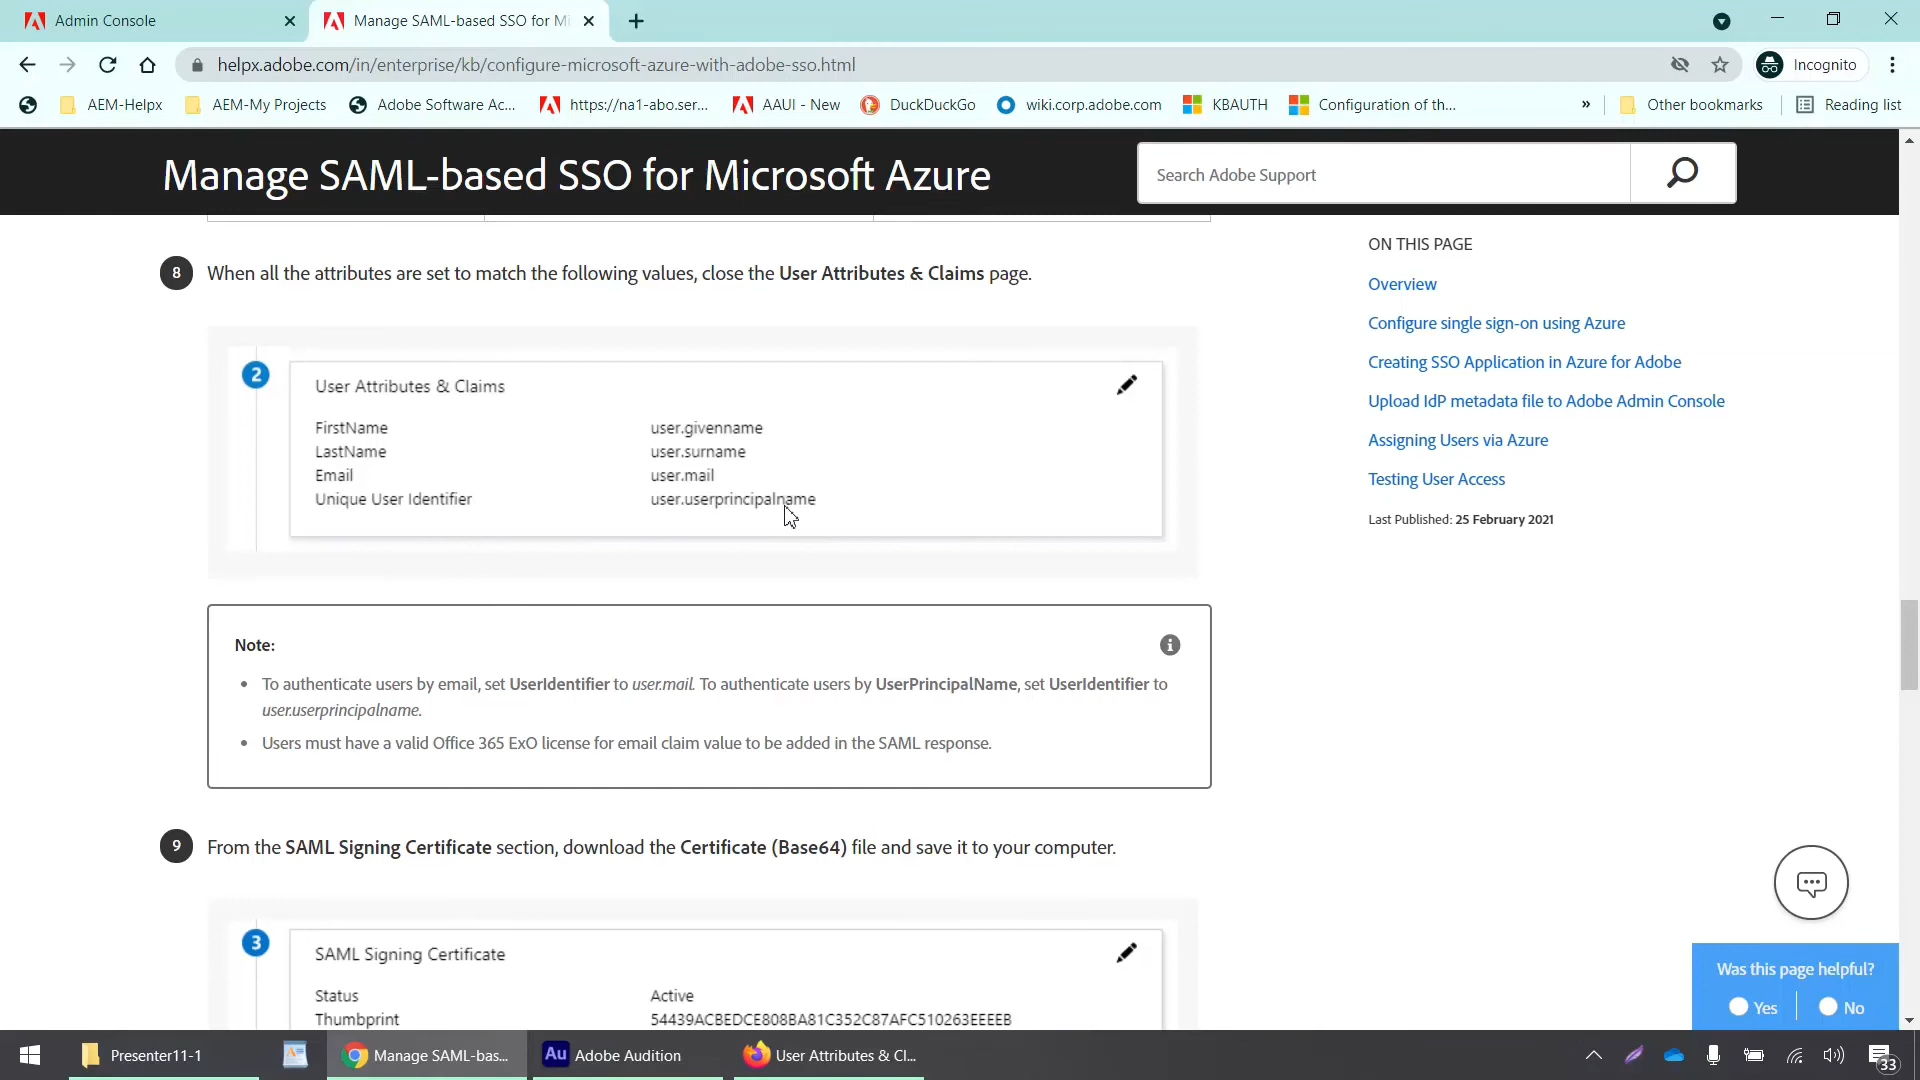 Admin Console
Manage SAML-based SSO for Mi
helpx.adobe.com/in/enterprise/kb/configure-microsoft-azure-with-adobe-sso.html
Incognito
AEM-Helpx
AEM-My Projects
Adobe Software Ac...
https://na1-abo.ser...
AAUI - New
DuckDuckGo
wiki.corp.adobe.com
KBAUTH
Configuration of th...
»
Other bookmarks
Reading list
Manage SAML-based SSO for Microsoft Azure
Search Adobe Support
8 When all the attributes are set to match the following values, close the User Attributes & Claims page.
2 User Attributes & Claims
FirstName user.givenname
LastName user.surname
Email user.mail
Unique User Identifier user.userprincipalname
Note:
• To authenticate users by email, set UserIdentifier to user.mail. To authenticate users by UserPrincipalName, set UserIdentifier to
user.userprincipalname.
• Users must have a valid Office 365 ExO license for email claim value to be added in the SAML response.
9 From the SAML Signing Certificate section, download the Certificate (Base64) file and save it to your computer.
3 SAML Signing Certificate
Status Active
Thumbprint 54439ACBEDCE808BA81C352C87AFC510263EEEEB
ON THIS PAGE
Overview
Configure single sign-on using Azure
Creating SSO Application in Azure for Adobe
Upload IdP metadata file to Adobe Admin Console
Assigning Users via Azure
Testing User Access
Last Published: 25 February 2021
Was this page helpful?
Yes No
Presenter11-1
Manage SAML-bas...
Au Adobe Audition
User Attributes & Cl...
33